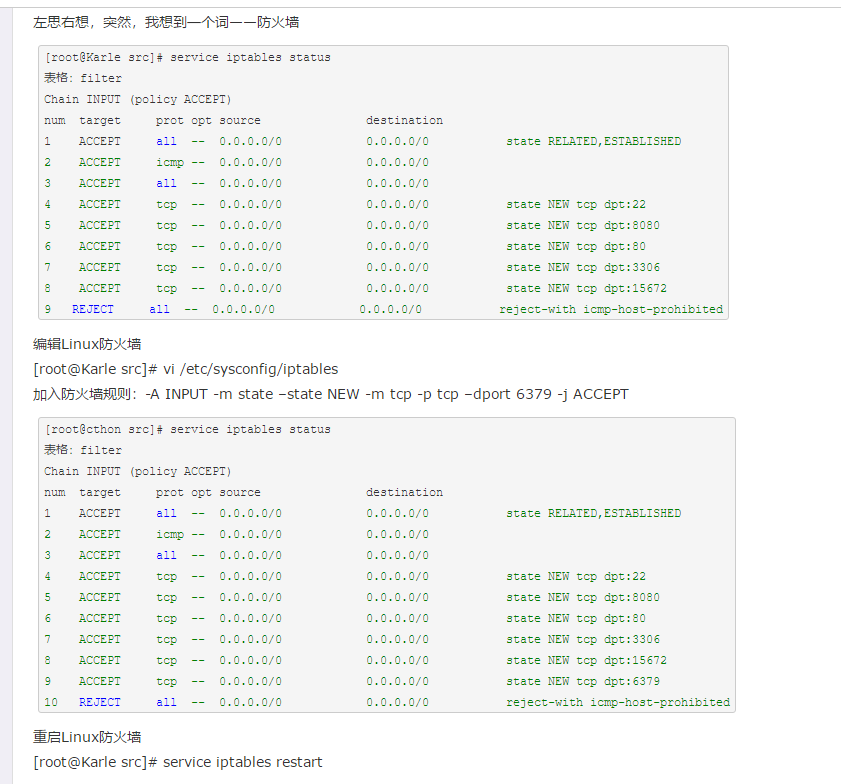 左思右想，突然，我想到一个词——防火墙
[root@Karle src]# service iptables status
表格：filter
Chain INPUT (policy ACCEPT)
num  target     prot opt source               destination
1    ACCEPT     all  --  0.0.0.0/0            0.0.0.0/0           state RELATED,ESTABLISHED
2    ACCEPT     icmp --  0.0.0.0/0            0.0.0.0/0
3    ACCEPT     all  --  0.0.0.0/0            0.0.0.0/0
4    ACCEPT     tcp  --  0.0.0.0/0            0.0.0.0/0           state NEW tcp dpt:22
5    ACCEPT     tcp  --  0.0.0.0/0            0.0.0.0/0           state NEW tcp dpt:8080
6    ACCEPT     tcp  --  0.0.0.0/0            0.0.0.0/0           state NEW tcp dpt:80
7    ACCEPT     tcp  --  0.0.0.0/0            0.0.0.0/0           state NEW tcp dpt:3306
8    ACCEPT     tcp  --  0.0.0.0/0            0.0.0.0/0           state NEW tcp dpt:15672
9   REJECT     all  --  0.0.0.0/0            0.0.0.0/0           reject-with icmp-host-prohibited
编辑Linux防火墙
[root@Karle src]# vi /etc/sysconfig/iptables
加入防火墙规则：-A INPUT -m state –state NEW -m tcp -p tcp –dport 6379 -j ACCEPT
[root@cthon src]# service iptables status
表格：filter
Chain INPUT (policy ACCEPT)
num  target     prot opt source               destination
1    ACCEPT     all  --  0.0.0.0/0            0.0.0.0/0           state RELATED,ESTABLISHED
2    ACCEPT     icmp --  0.0.0.0/0            0.0.0.0/0
3    ACCEPT     all  --  0.0.0.0/0            0.0.0.0/0
4    ACCEPT     tcp  --  0.0.0.0/0            0.0.0.0/0           state NEW tcp dpt:22
5    ACCEPT     tcp  --  0.0.0.0/0            0.0.0.0/0           state NEW tcp dpt:8080
6    ACCEPT     tcp  --  0.0.0.0/0            0.0.0.0/0           state NEW tcp dpt:80
7    ACCEPT     tcp  --  0.0.0.0/0            0.0.0.0/0           state NEW tcp dpt:3306
8    ACCEPT     tcp  --  0.0.0.0/0            0.0.0.0/0           state NEW tcp dpt:15672
9    ACCEPT     tcp  --  0.0.0.0/0            0.0.0.0/0           state NEW tcp dpt:6379
10   REJECT     all  --  0.0.0.0/0            0.0.0.0/0           reject-with icmp-host-prohibited
重启Linux防火墙
[root@Karle src]# service iptables restart